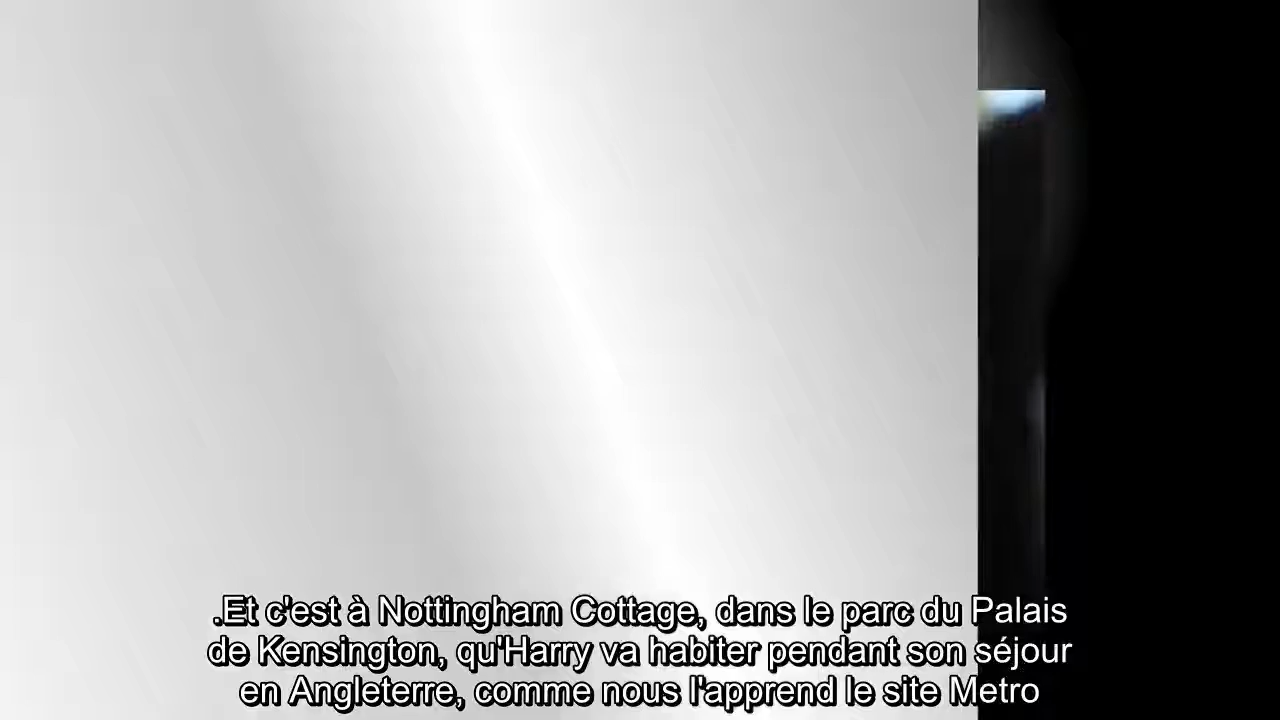 .Et c'est à Nottingham Cottage, dans le parc du Palais
de Kensington, qu'Harry va habiter pendant son séjour
en Angleterre, comme nous l'apprend le site Metro